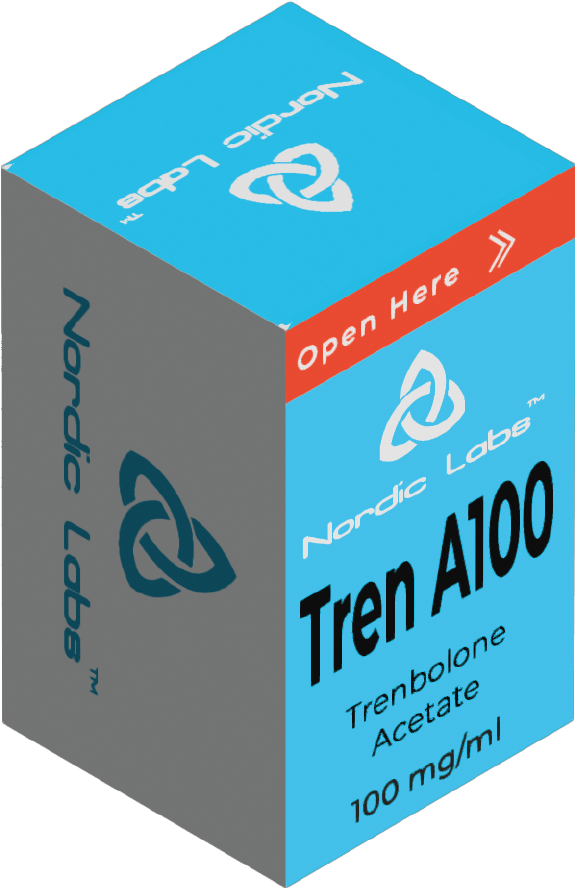 Nordic Labs™
Open Here
Nordic Labs™
Tren A100
Trenbolone
Acetate
100 mg/ml
Nordic Labs™